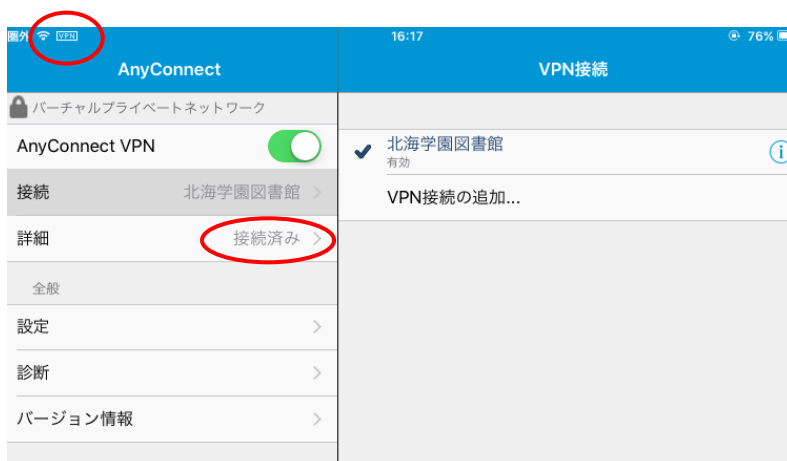 圏外 VPN 16:17 76%
AnyConnect
バーチャルプライベートネットワーク
AnyConnect VPN
接続 北海学園図書館
詳細 接続済み
全般
設定
診断
バージョン情報
VPN接続
北海学園図書館
有効
VPN接続の追加...